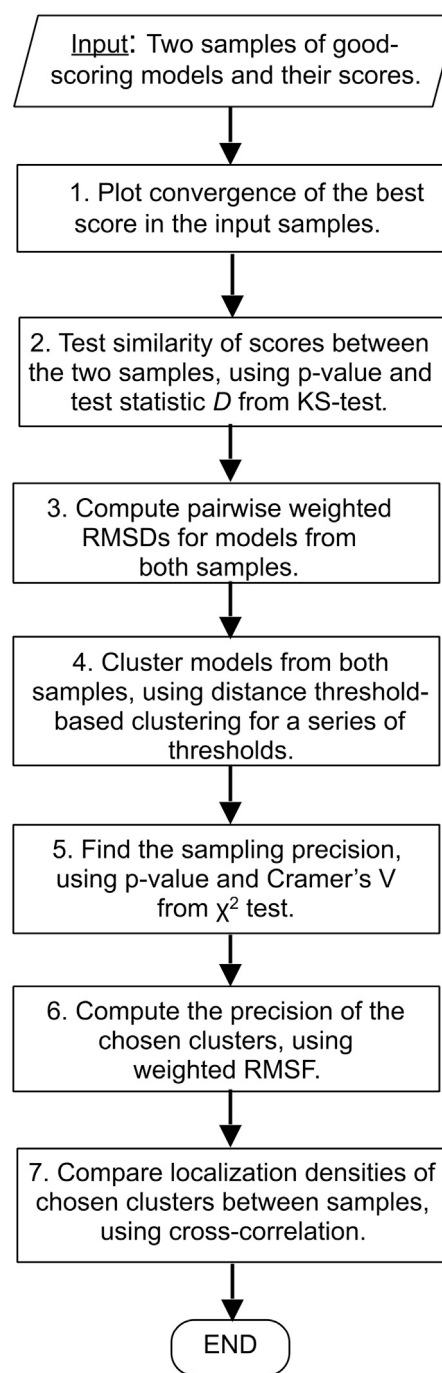 Input: Two samples of good-
scoring models and their scores.
1. Plot convergence of the best
score in the input samples.
2. Test similarity of scores between
the two samples, using p-value and
test statistic D from KS-test.
3. Compute pairwise weighted
RMSDs for models from
both samples.
4. Cluster models from both
samples, using distance threshold-
based clustering for a series of
thresholds.
5. Find the sampling precision,
using p-value and Cramer's V
from χ² test.
6. Compute the precision of the
chosen clusters, using
weighted RMSF.
7. Compare localization densities of
chosen clusters between samples,
using cross-correlation.
END